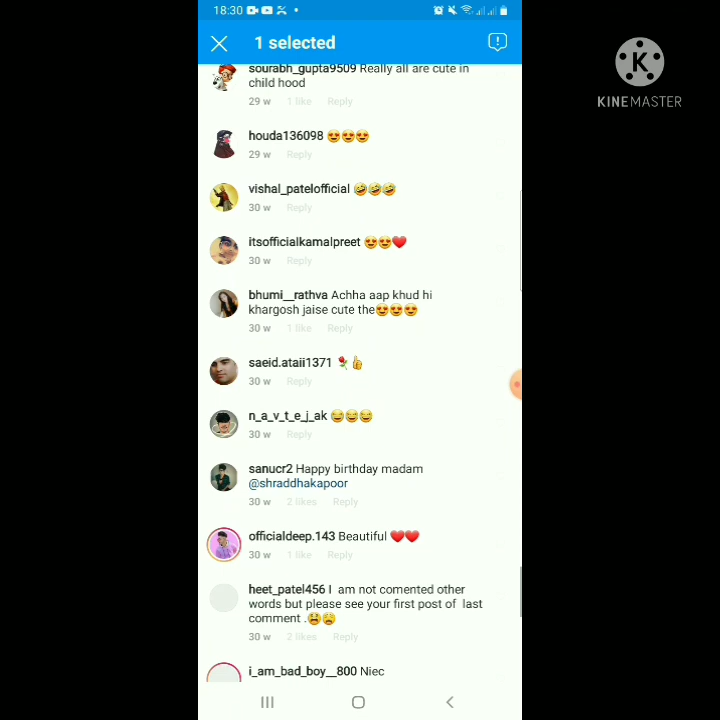 18:30
1 selected
KINEMASTER
sourabh_gupta9509 Really all are cute in
child hood
29 w 1 like Reply
houda136098 😍😍😍
29 w Reply
vishal_patelofficial 🤣🤣🤣
30 w Reply
itsofficialkamalpreet 😍😍❤️
30 w Reply
bhumi__rathva Achha aap khud hi
khargosh jaise cute the😍😍😍
30 w 1 like Reply
saeid.ataii1371 🌹👍
30 w Reply
n_a_v_t_e_j_ak 😂😂😂
30 w Reply
sanucr2 Happy birthday madam
@shraddhakapoor
30 w 2 likes Reply
officialdeep.143 Beautiful ❤️❤️
30 w 1 like Reply
heet_patel456 I am not comented other
words but please see your first post of last
comment .😫😩
30 w 2 likes Reply
i_am_bad_boy__800 Niec